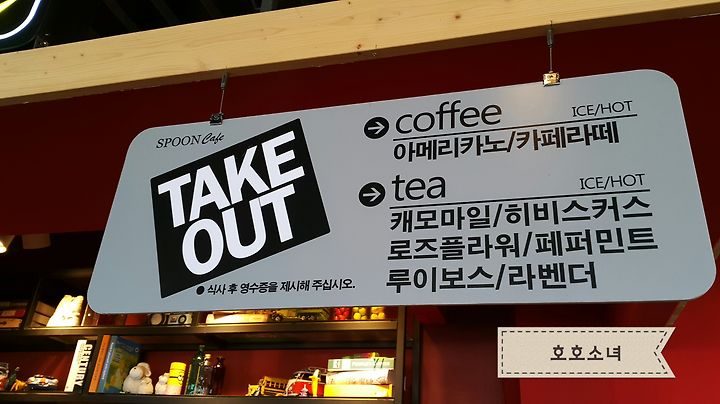 SPOON Cafe
TAKE
OUT
● 식사 후 영수증을 제시해 주십시오.
coffee ICE/HOT
아메리카노/카페라떼
tea ICE/HOT
캐모마일/히비스커스
로즈플라워/페퍼민트
루이보스/라벤더
CENTURY
호호소녀